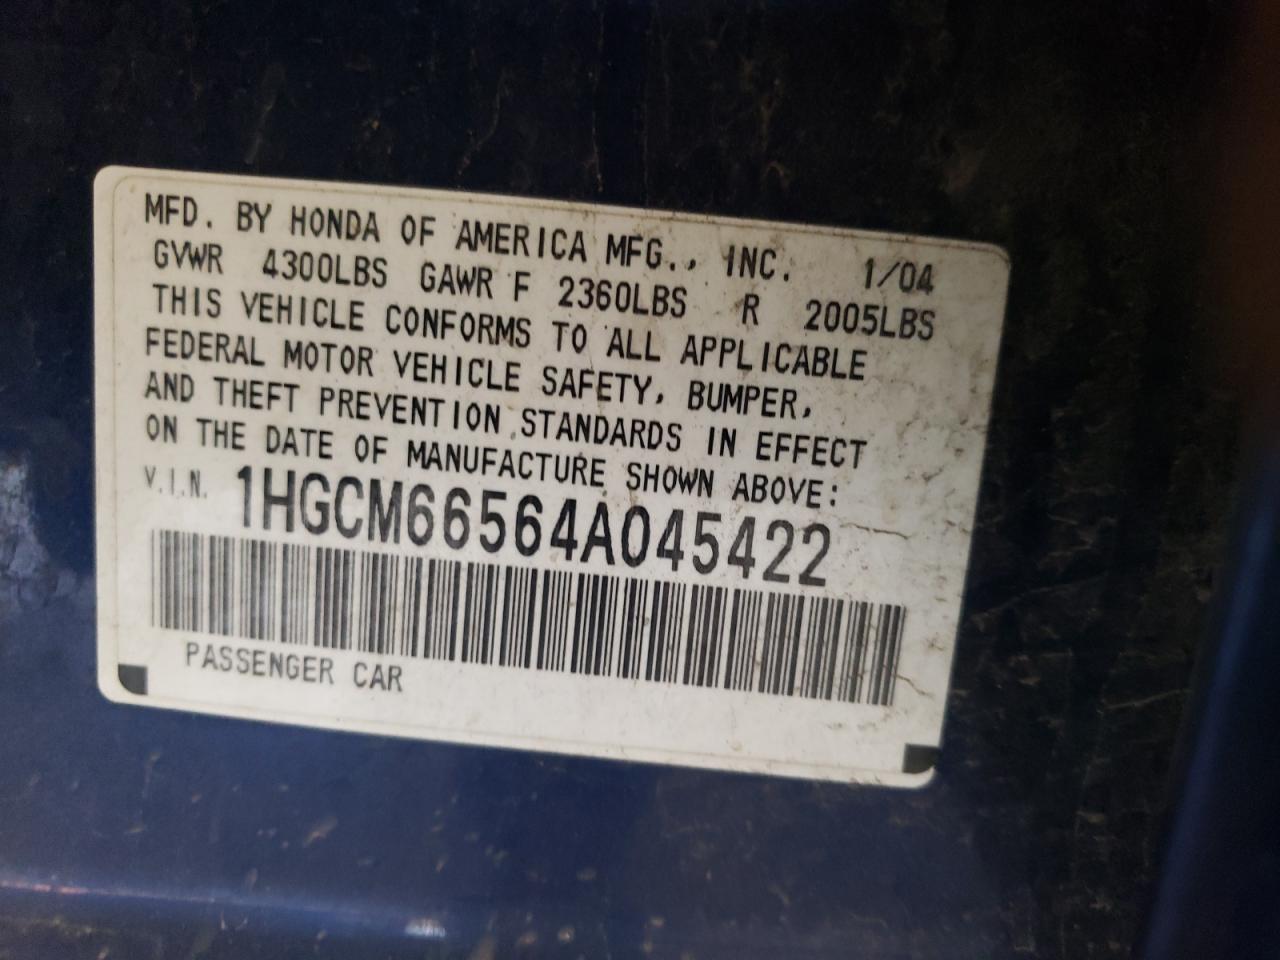 MFD. BY HONDA OF AMERICA MFG., INC. 1/04
GVWR 4300LBS GAWR F 2360LBS R 2005LBS
THIS VEHICLE CONFORMS TO ALL APPLICABLE
FEDERAL MOTOR VEHICLE SAFETY, BUMPER,
AND THEFT PREVENTION STANDARDS IN EFFECT
ON THE DATE OF MANUFACTURE SHOWN ABOVE:
V.I.N. 1HGCM66564A045422
PASSENGER CAR